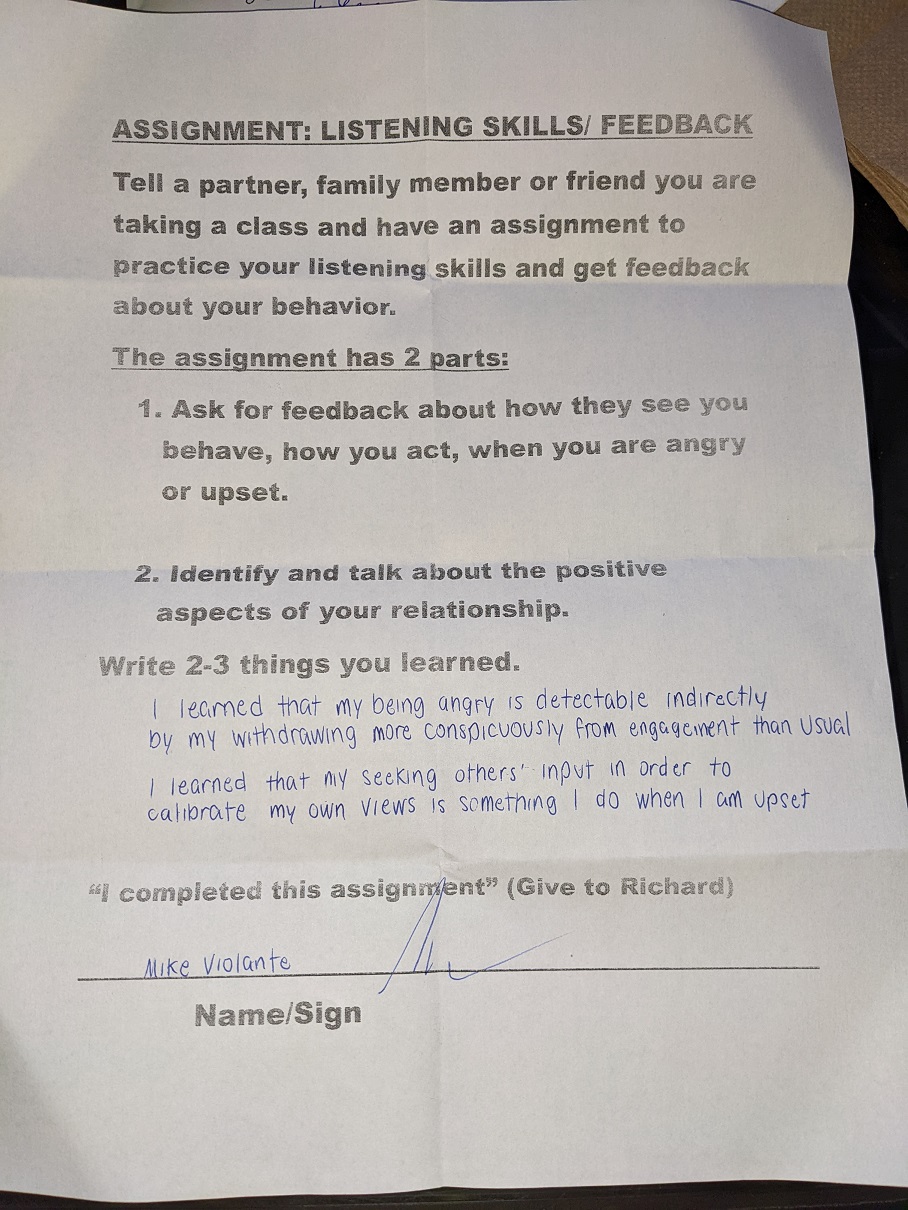 ASSIGNMENT: LISTENING SKILLS/ FEEDBACK
Tell a partner, family member or friend you are
taking a class and have an assignment to
practice your listening skills and get feedback
about your behavior.
The assignment has 2 parts:
1. Ask for feedback about how they see you
behave, how you act, when you are angry
or upset.
2. Identify and talk about the positive
aspects of your relationship.
Write 2-3 things you learned.
I learned that my being angry is detectable indirectly
by my withdrawing more conspicuously from engagement than usual
I learned that my seeking others' input in order to
calibrate my own views is something I do when I am upset
“I completed this assignment” (Give to Richard)
Mike Violante
Name/Sign